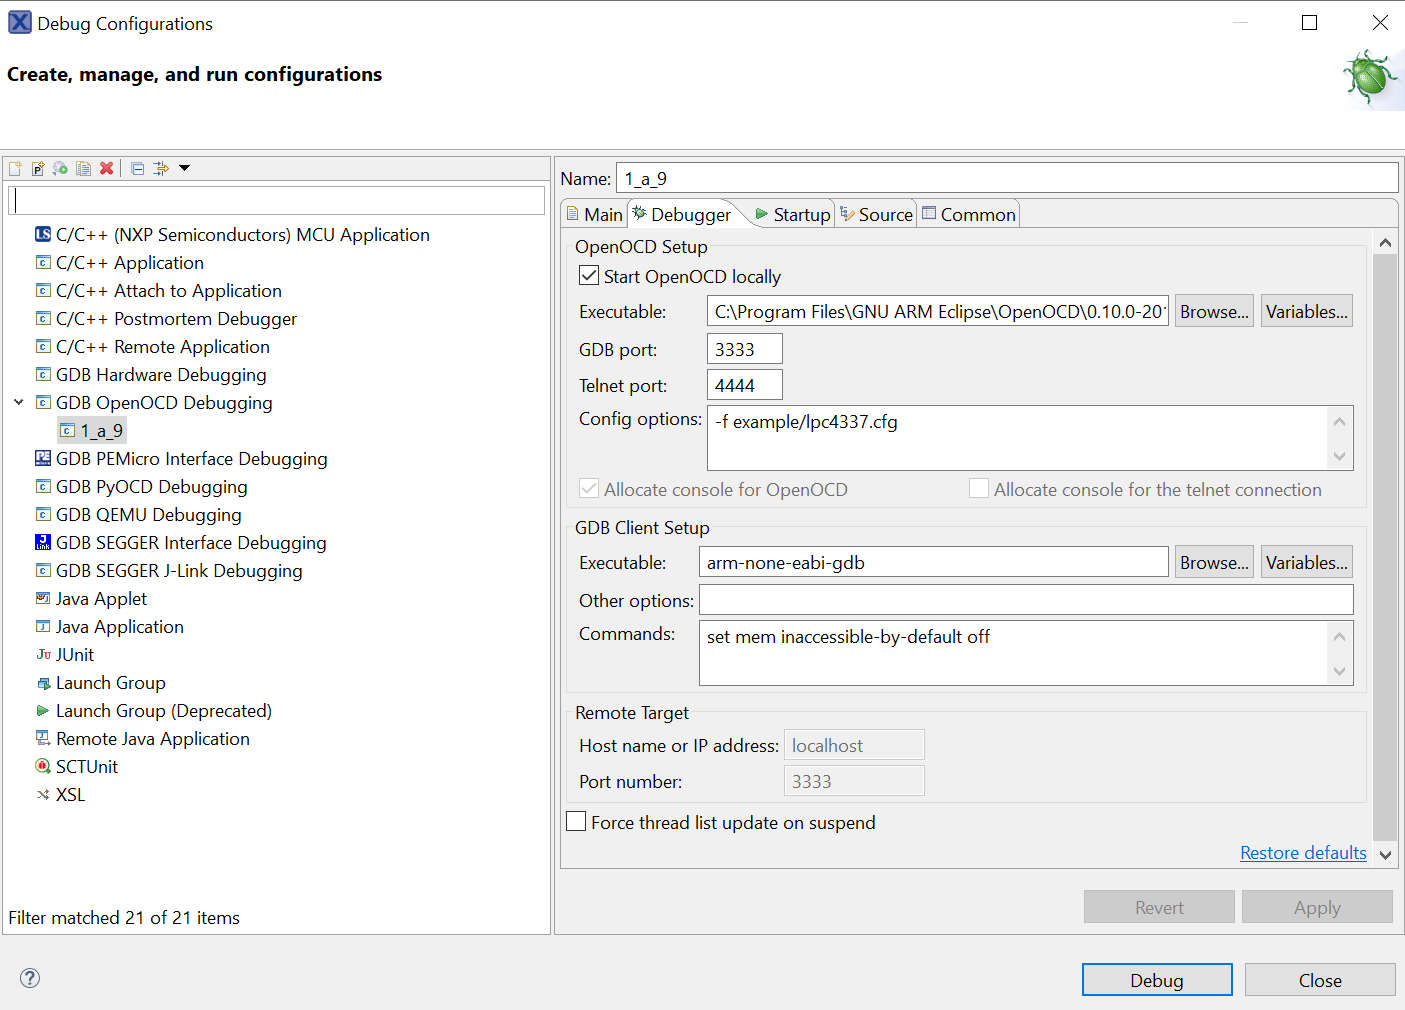 Debug Configurations
Create, manage, and run configurations
C/C++ (NXP Semiconductors) MCU Application
C/C++ Application
C/C++ Attach to Application
C/C++ Postmortem Debugger
C/C++ Remote Application
GDB Hardware Debugging
GDB OpenOCD Debugging
1_a_9
GDB PEMicro Interface Debugging
GDB PyOCD Debugging
GDB QEMU Debugging
GDB SEGGER Interface Debugging
GDB SEGGER J-Link Debugging
Java Applet
Java Application
JUnit
Launch Group
Launch Group (Deprecated)
Remote Java Application
SCTUnit
XSL
Filter matched 21 of 21 items
Name: 1_a_9
Main Debugger Startup Source Common
OpenOCD Setup
Start OpenOCD locally
Executable: C:\Program Files\GNU ARM Eclipse\OpenOCD\0.10.0-201 Browse... Variables...
GDB port: 3333
Telnet port: 4444
Config options: -f example/lpc4337.cfg
Allocate console for OpenOCD Allocate console for the telnet connection
GDB Client Setup
Executable: arm-none-eabi-gdb Browse... Variables...
Other options:
Commands: set mem inaccessible-by-default off
Remote Target
Host name or IP address: localhost
Port number: 3333
Force thread list update on suspend
Restore defaults
Revert Apply
Debug Close